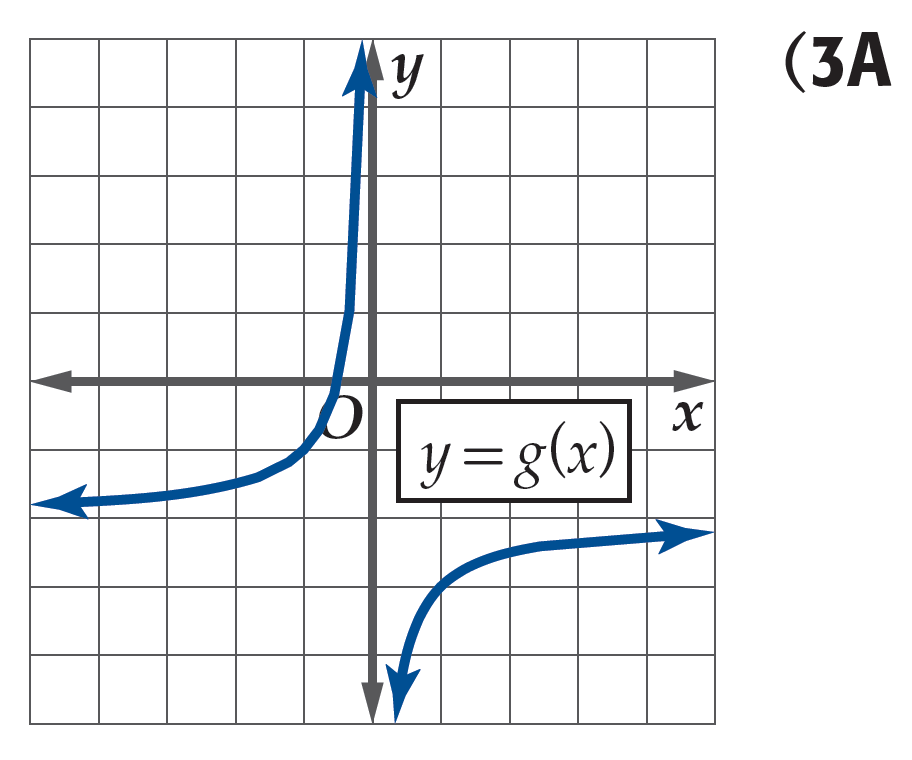 (3A
y
O
x
y = g(x)